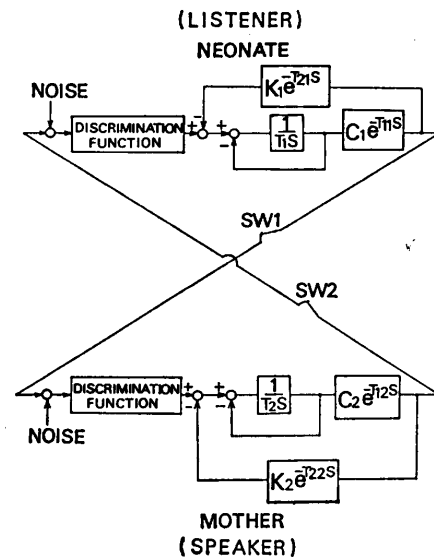 (LISTENER)
NEONATE
K₁e⁻ᵀ²¹ˢ
NOISE
DISCRIMINATION
FUNCTION
+ - + -
1
T₁S
C₁e⁻ᵀ¹¹ˢ
SW1
SW2
DISCRIMINATION
FUNCTION
+ - + -
1
T₂S
C₂e⁻ᵀ¹²ˢ
NOISE
K₂e⁻ᵀ²²ˢ
MOTHER
(SPEAKER)